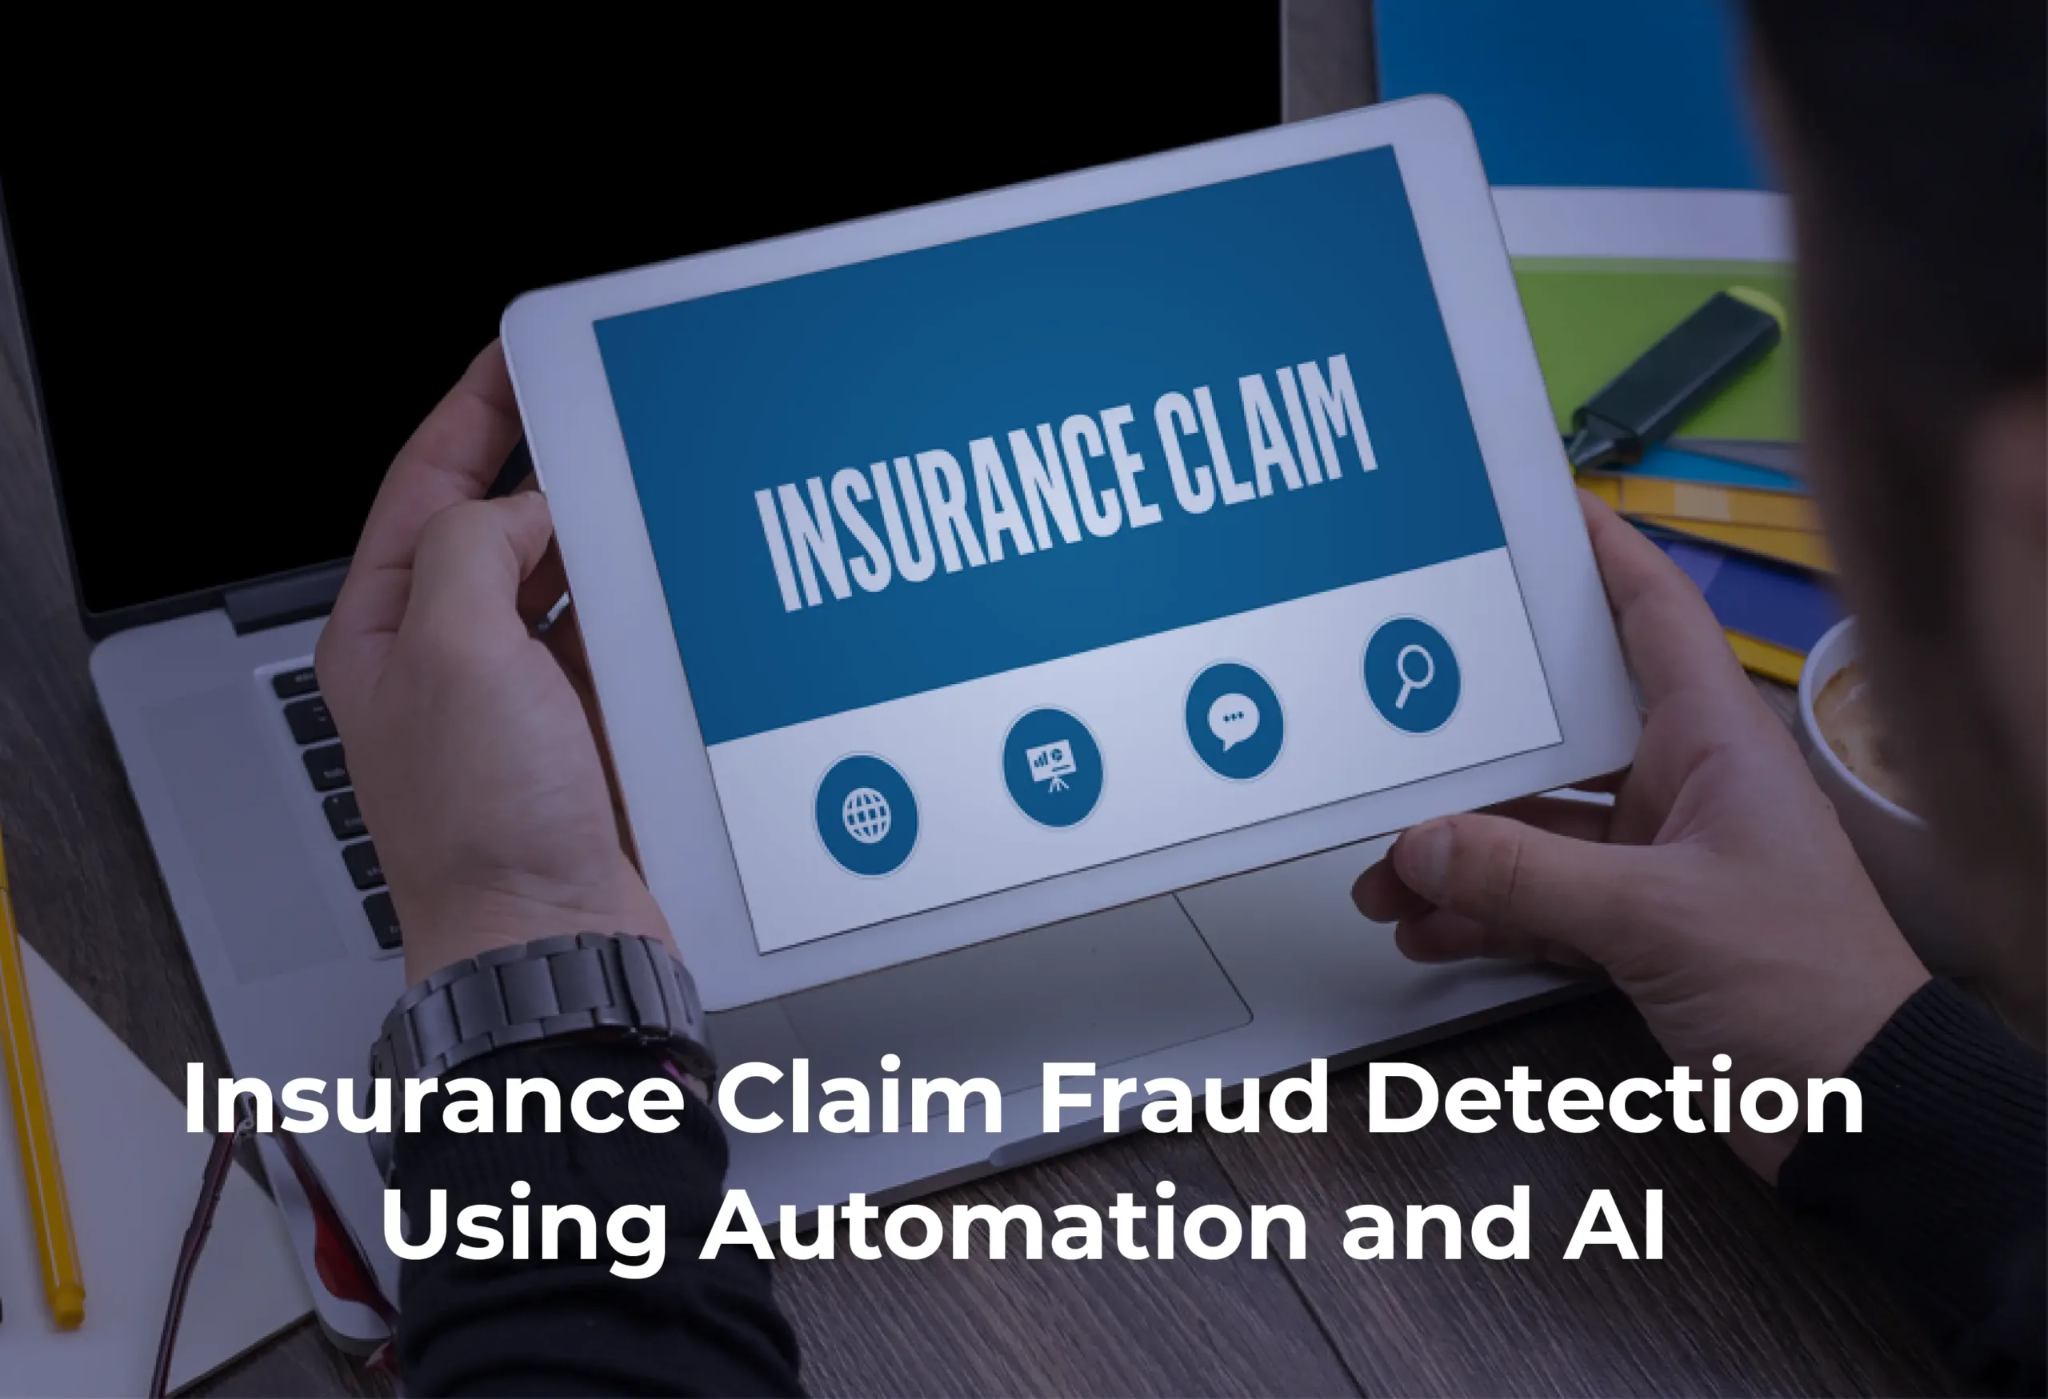 INSURANCE CLAIM
Insurance Claim Fraud Detection
Using Automation and AI